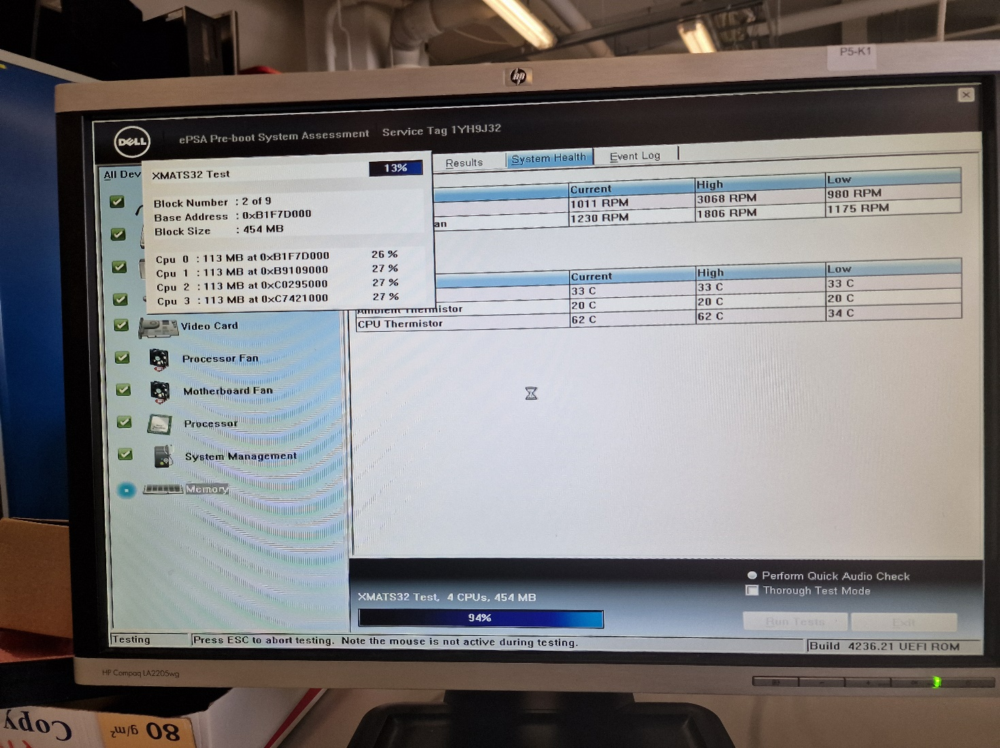 P5-K1
hp
DELL
ePSA Pre-boot System Assessment Service Tag 1YH9J32
All Dev
XMATS32 Test 13%
Block Number : 2 of 9
Base Address : 0xB1F7D000
Block Size : 454 MB
Cpu 0 : 113 MB at 0xB1F7D000 26 %
Cpu 1 : 113 MB at 0xB9109000 27 %
Cpu 2 : 113 MB at 0xC0295000 27 %
Cpu 3 : 113 MB at 0xC7421000 27 %
Video Card
Processor Fan
Motherboard Fan
Processor
System Management
Memory
Results System Health Event Log
Current High Low
1011 RPM 3068 RPM 980 RPM
an 1230 RPM 1806 RPM 1175 RPM
Current High Low
33 C 33 C 33 C
Ambient Thermistor 20 C 20 C 20 C
CPU Thermistor 62 C 62 C 34 C
Perform Quick Audio Check
Thorough Test Mode
XMATS32 Test, 4 CPUs, 454 MB
94%
Run Tests Exit
Testing Press ESC to abort testing. Note the mouse is not active during testing. Build 4236.21 UEFI ROM
HP Compaq LA2205wg
Copy
80 g/m²